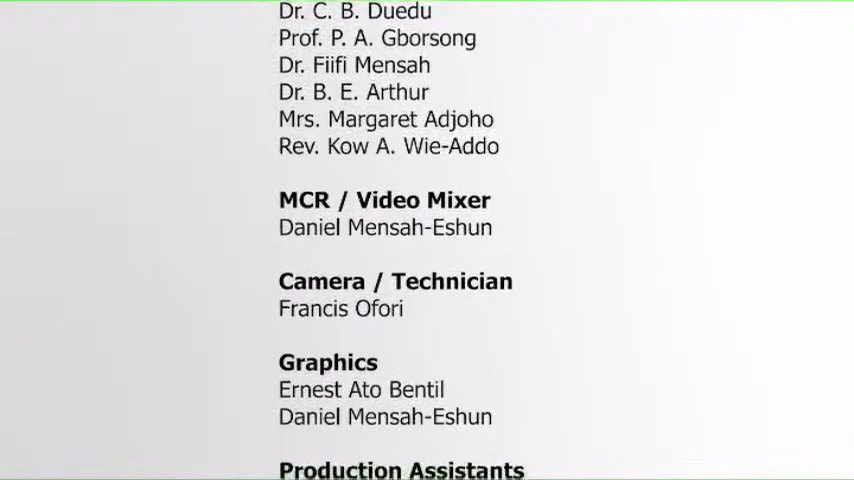 Dr. C. B. Duedu
Prof. P. A. Gborsong
Dr. Fiifi Mensah
Dr. B. E. Arthur
Mrs. Margaret Adjoho
Rev. Kow A. Wie-Addo
MCR / Video Mixer
Daniel Mensah-Eshun
Camera / Technician
Francis Ofori
Graphics
Ernest Ato Bentil
Daniel Mensah-Eshun
Production Assistants